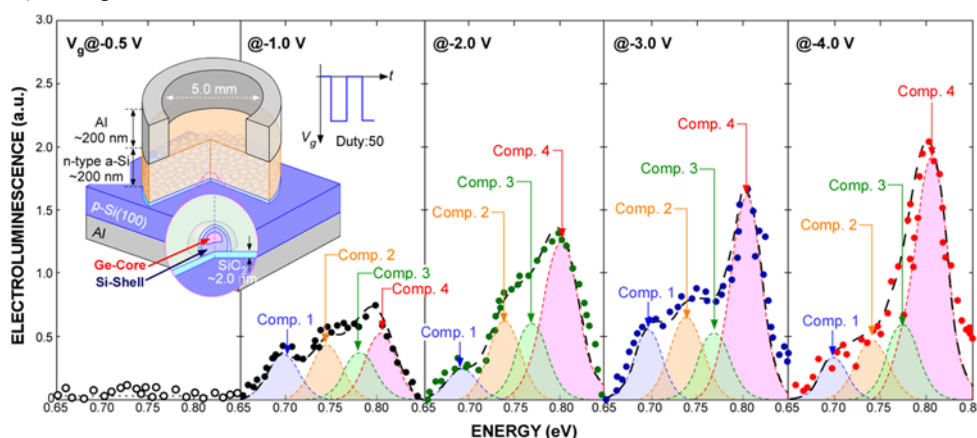 V_g@-0.5 V
@-1.0 V
@-2.0 V
@-3.0 V
@-4.0 V
ELECTROLUMINESCENCE (a.u.)
3.0
2.5
2.0
1.5
1.0
0.5
0
5.0 mm
Al
~200 nm
n-type a-Si
~200 nm
p-Si(100)
Al
Ge-Core
Si-Shell
SiO2
t
V_g
Duty:50
Comp. 1
Comp. 2
Comp. 3
Comp. 4
Comp. 1
Comp. 2
Comp. 3
Comp. 4
Comp. 1
Comp. 2
Comp. 3
Comp. 4
Comp. 1
Comp. 2
Comp. 3
Comp. 4
0.65 0.70 0.75 0.80 0.65 0.70 0.75 0.80 0.65 0.70 0.75 0.80 0.65 0.70 0.75 0.80 0.65 0.70 0.75 0.80
ENERGY (eV)